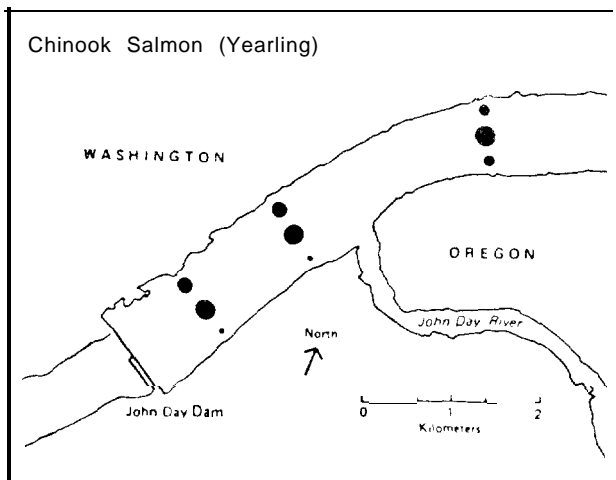 Chinook Salmon (Yearling)
WASHINGTON
OREGON
John Day River
North
John Day Dam
0 1 2
Kilometers